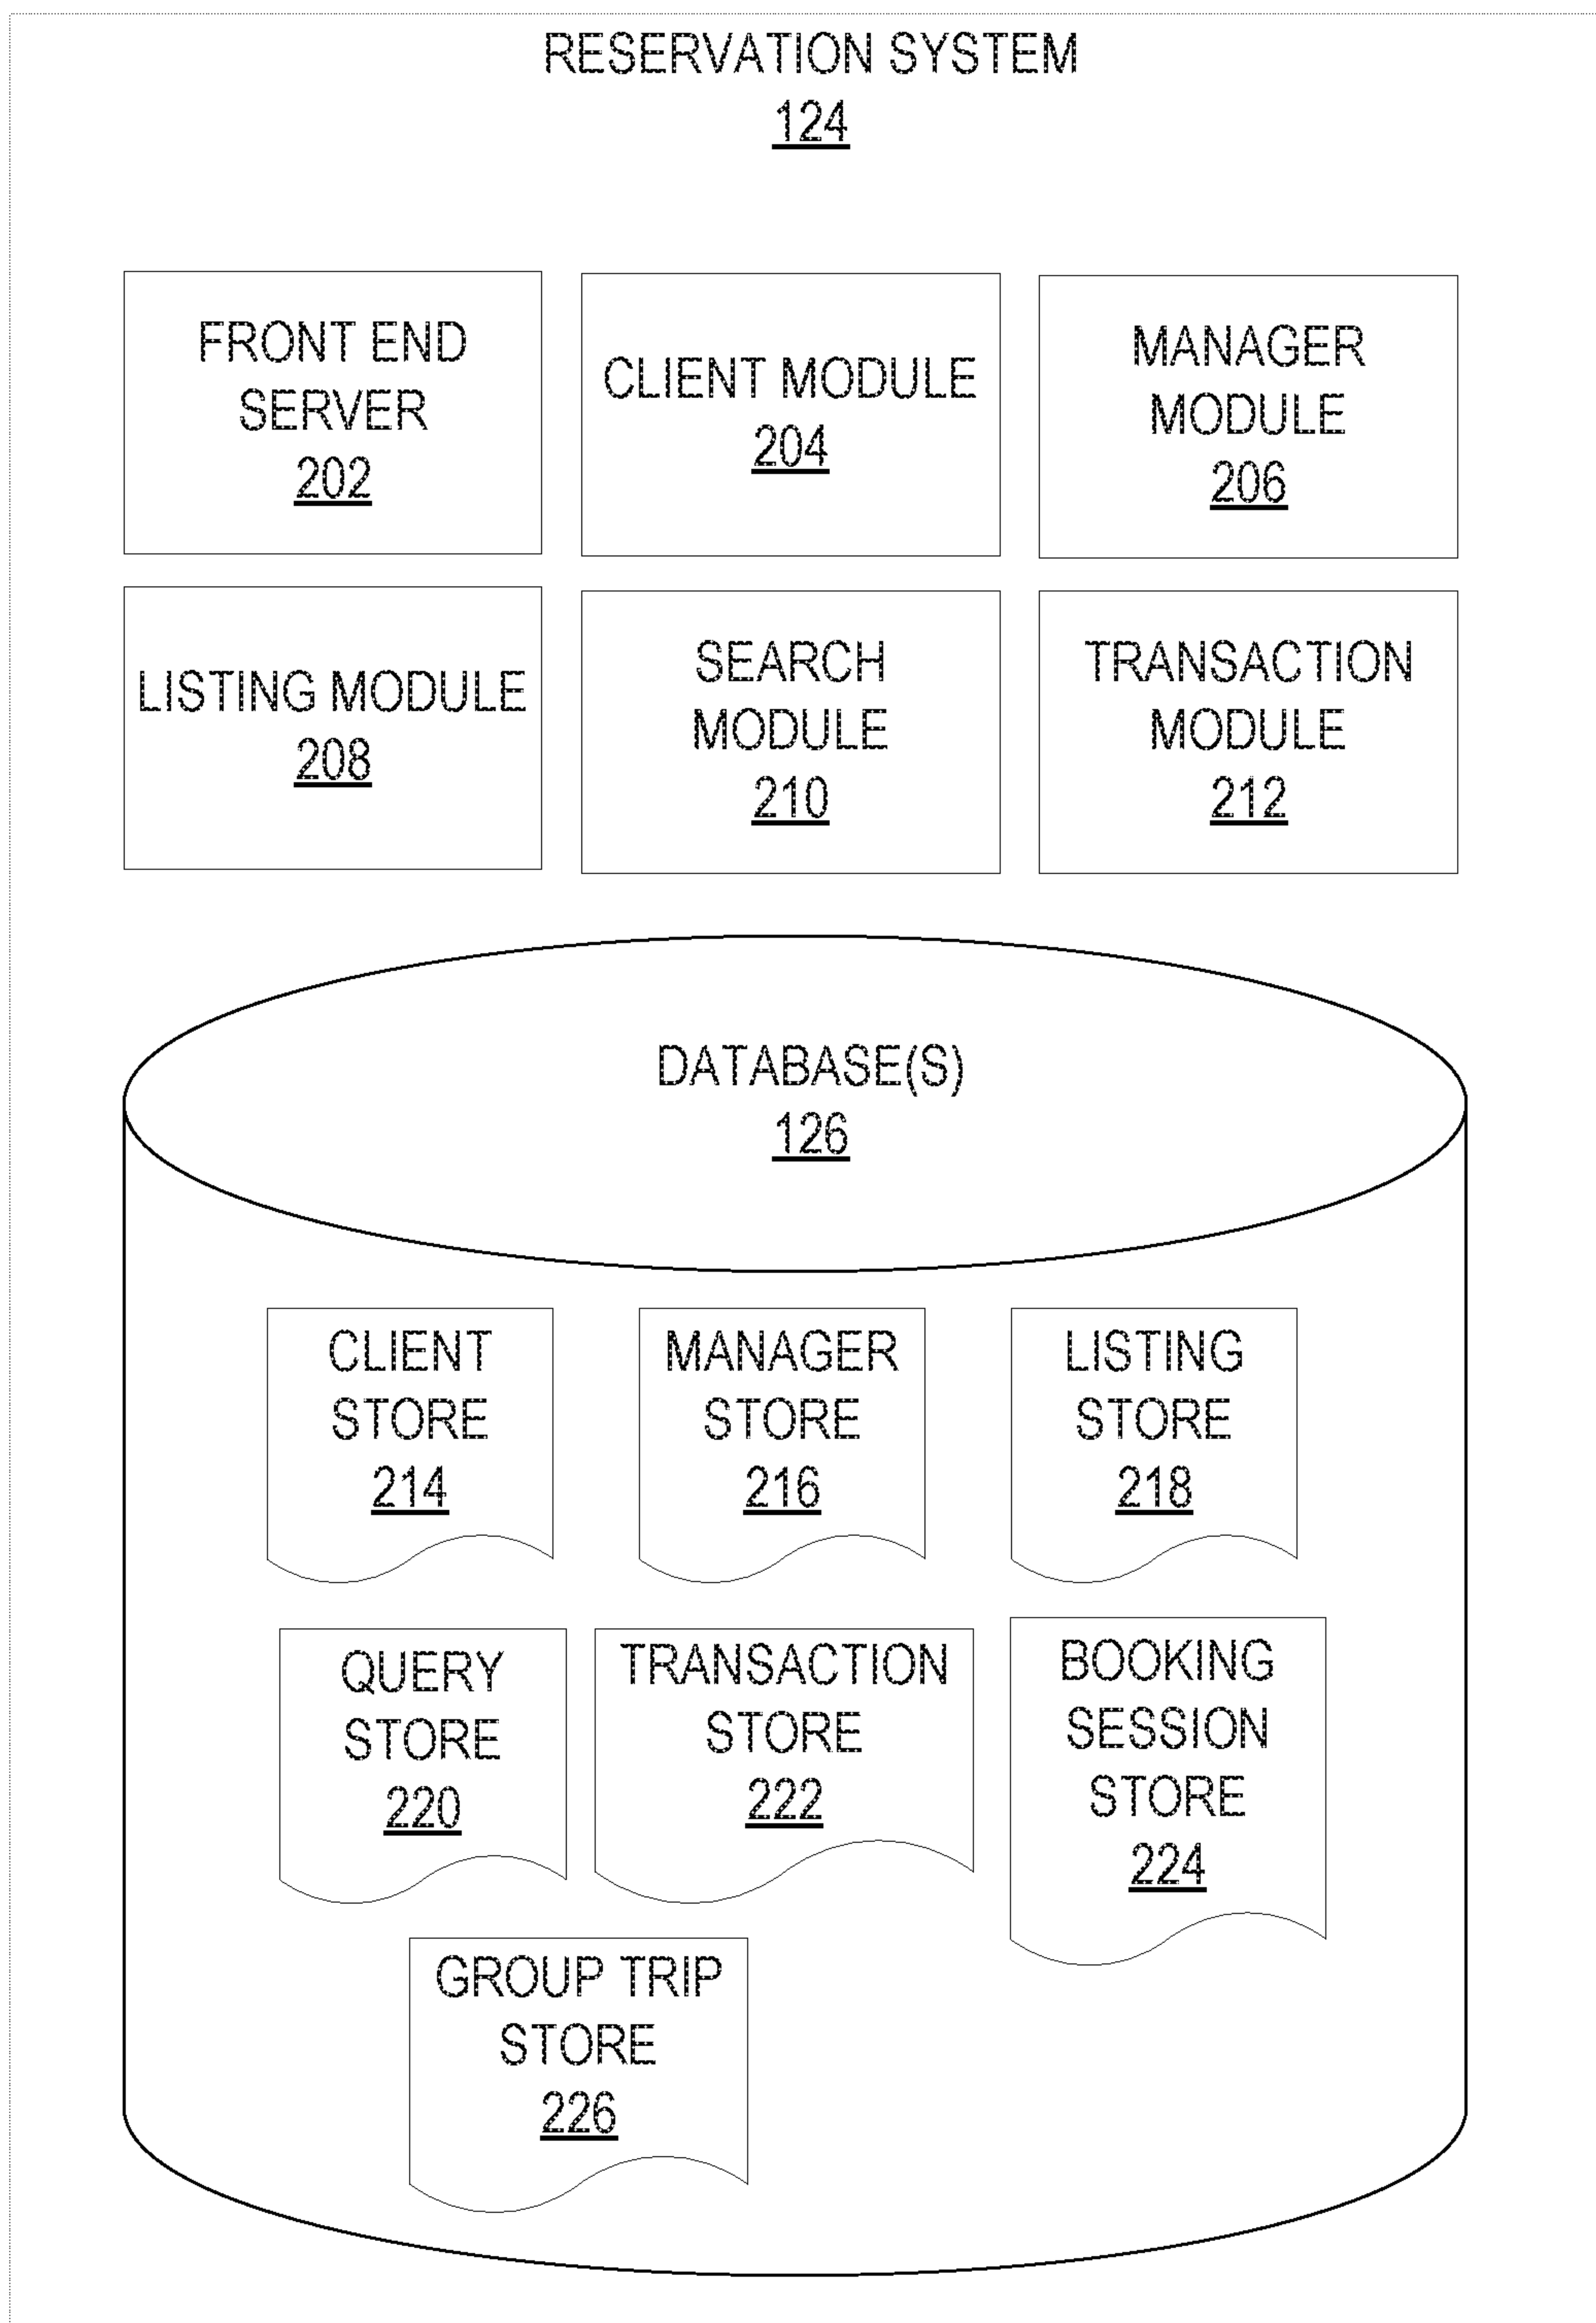 RESERVATION SYSTEM
124
FRONT END
SERVER
202
CLIENT MODULE
204
MANAGER
MODULE
206
LISTING MODULE
208
SEARCH
MODULE
210
TRANSACTION
MODULE
212
DATABASE(S)
126
CLIENT
STORE
214
MANAGER
STORE
216
LISTING
STORE
218
QUERY
STORE
220
TRANSACTION
STORE
222
BOOKING
SESSION
STORE
224
GROUP TRIP
STORE
226